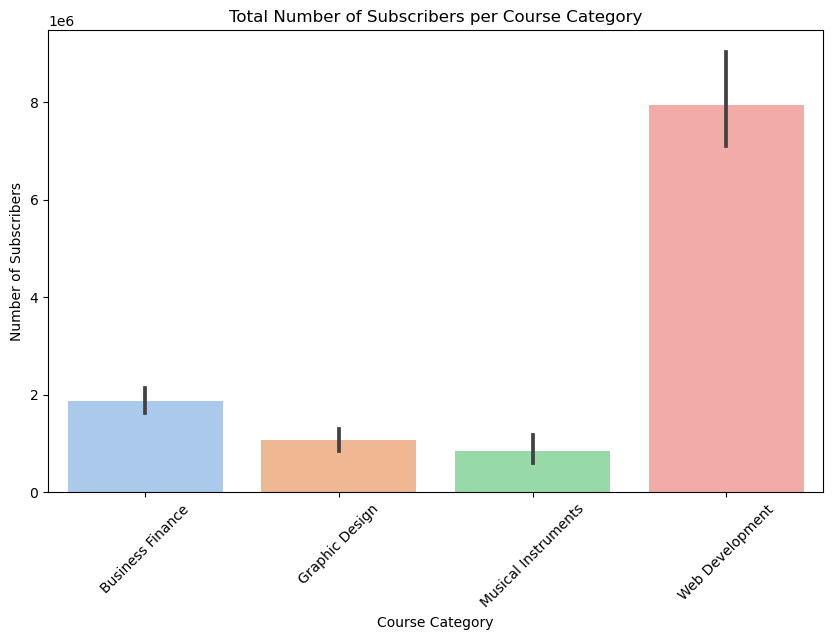 Total Number of Subscribers per Course Category
1e6
8
6
4
2
0
Number of Subscribers
Business Finance
Graphic Design
Musical Instruments
Web Development
Course Category